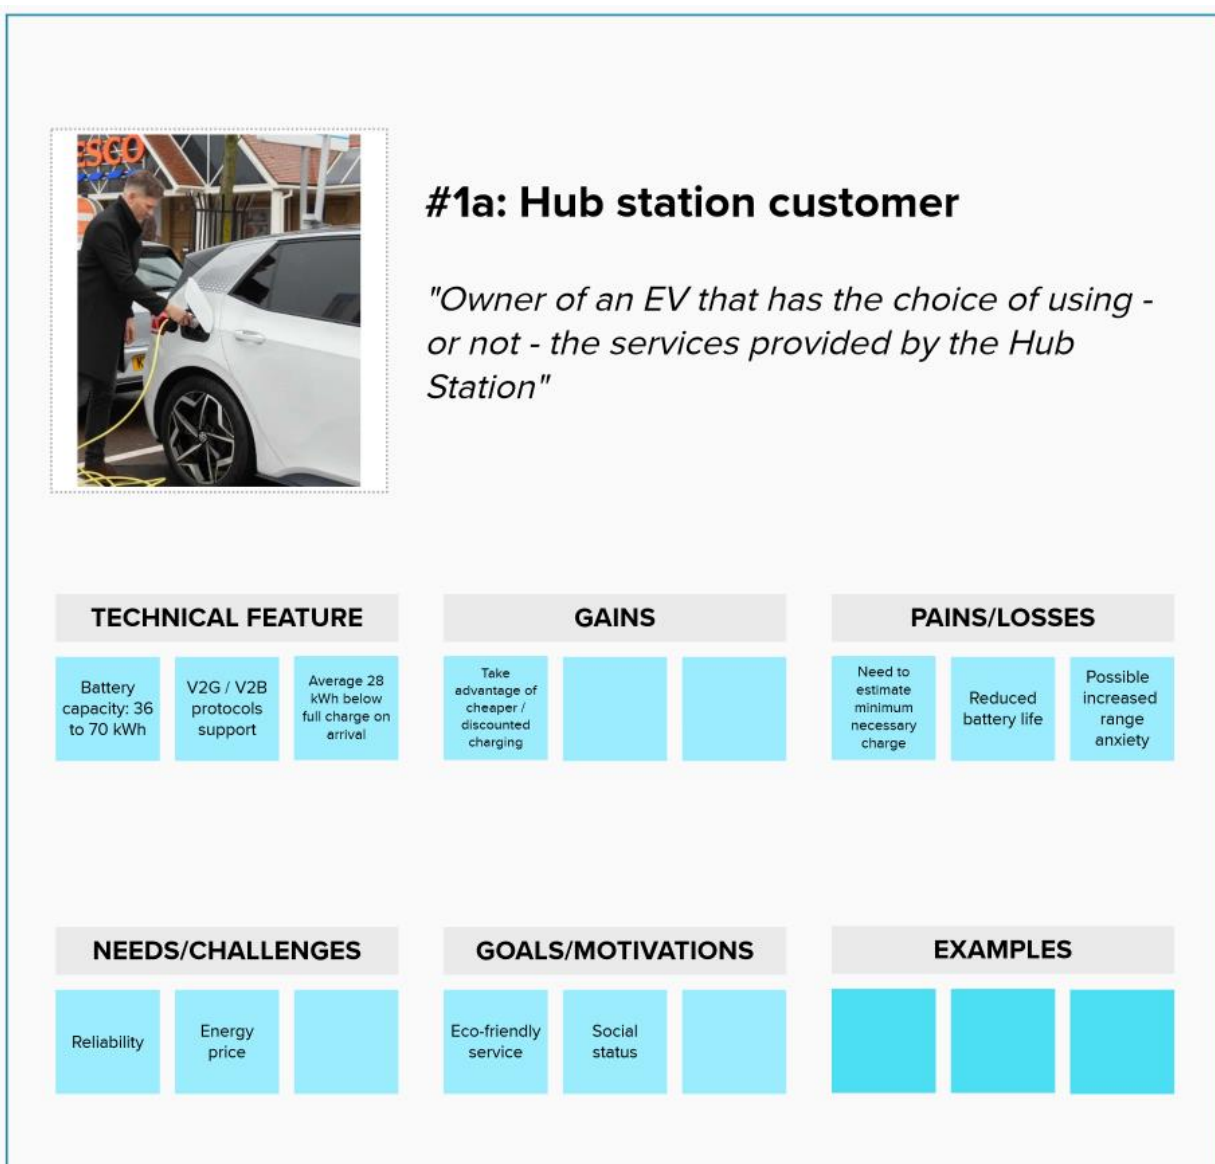 ESCO
#1a: Hub station customer
"Owner of an EV that has the choice of using -
or not - the services provided by the Hub
Station"
TECHNICAL FEATURE
Battery
capacity: 36
to 70 kWh
V2G / V2B
protocols
support
Average 28
kWh below
full charge on
arrival
GAINS
Take
advantage of
cheaper /
discounted
charging
PAINS/LOSSES
Need to
estimate
minimum
necessary
charge
Reduced
battery life
Possible
increased
range
anxiety
NEEDS/CHALLENGES
Reliability
Energy
price
GOALS/MOTIVATIONS
Eco-friendly
service
Social
status
EXAMPLES